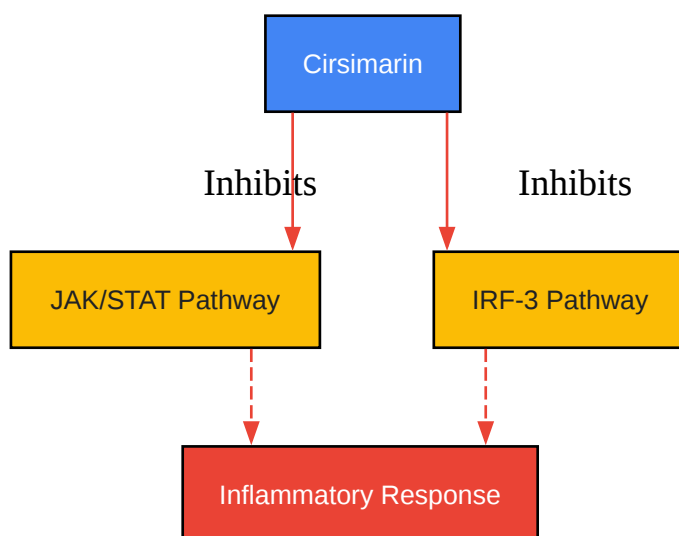 Cirsimarin
Inhibits
Inhibits
JAK/STAT Pathway
IRF-3 Pathway
Inflammatory Response